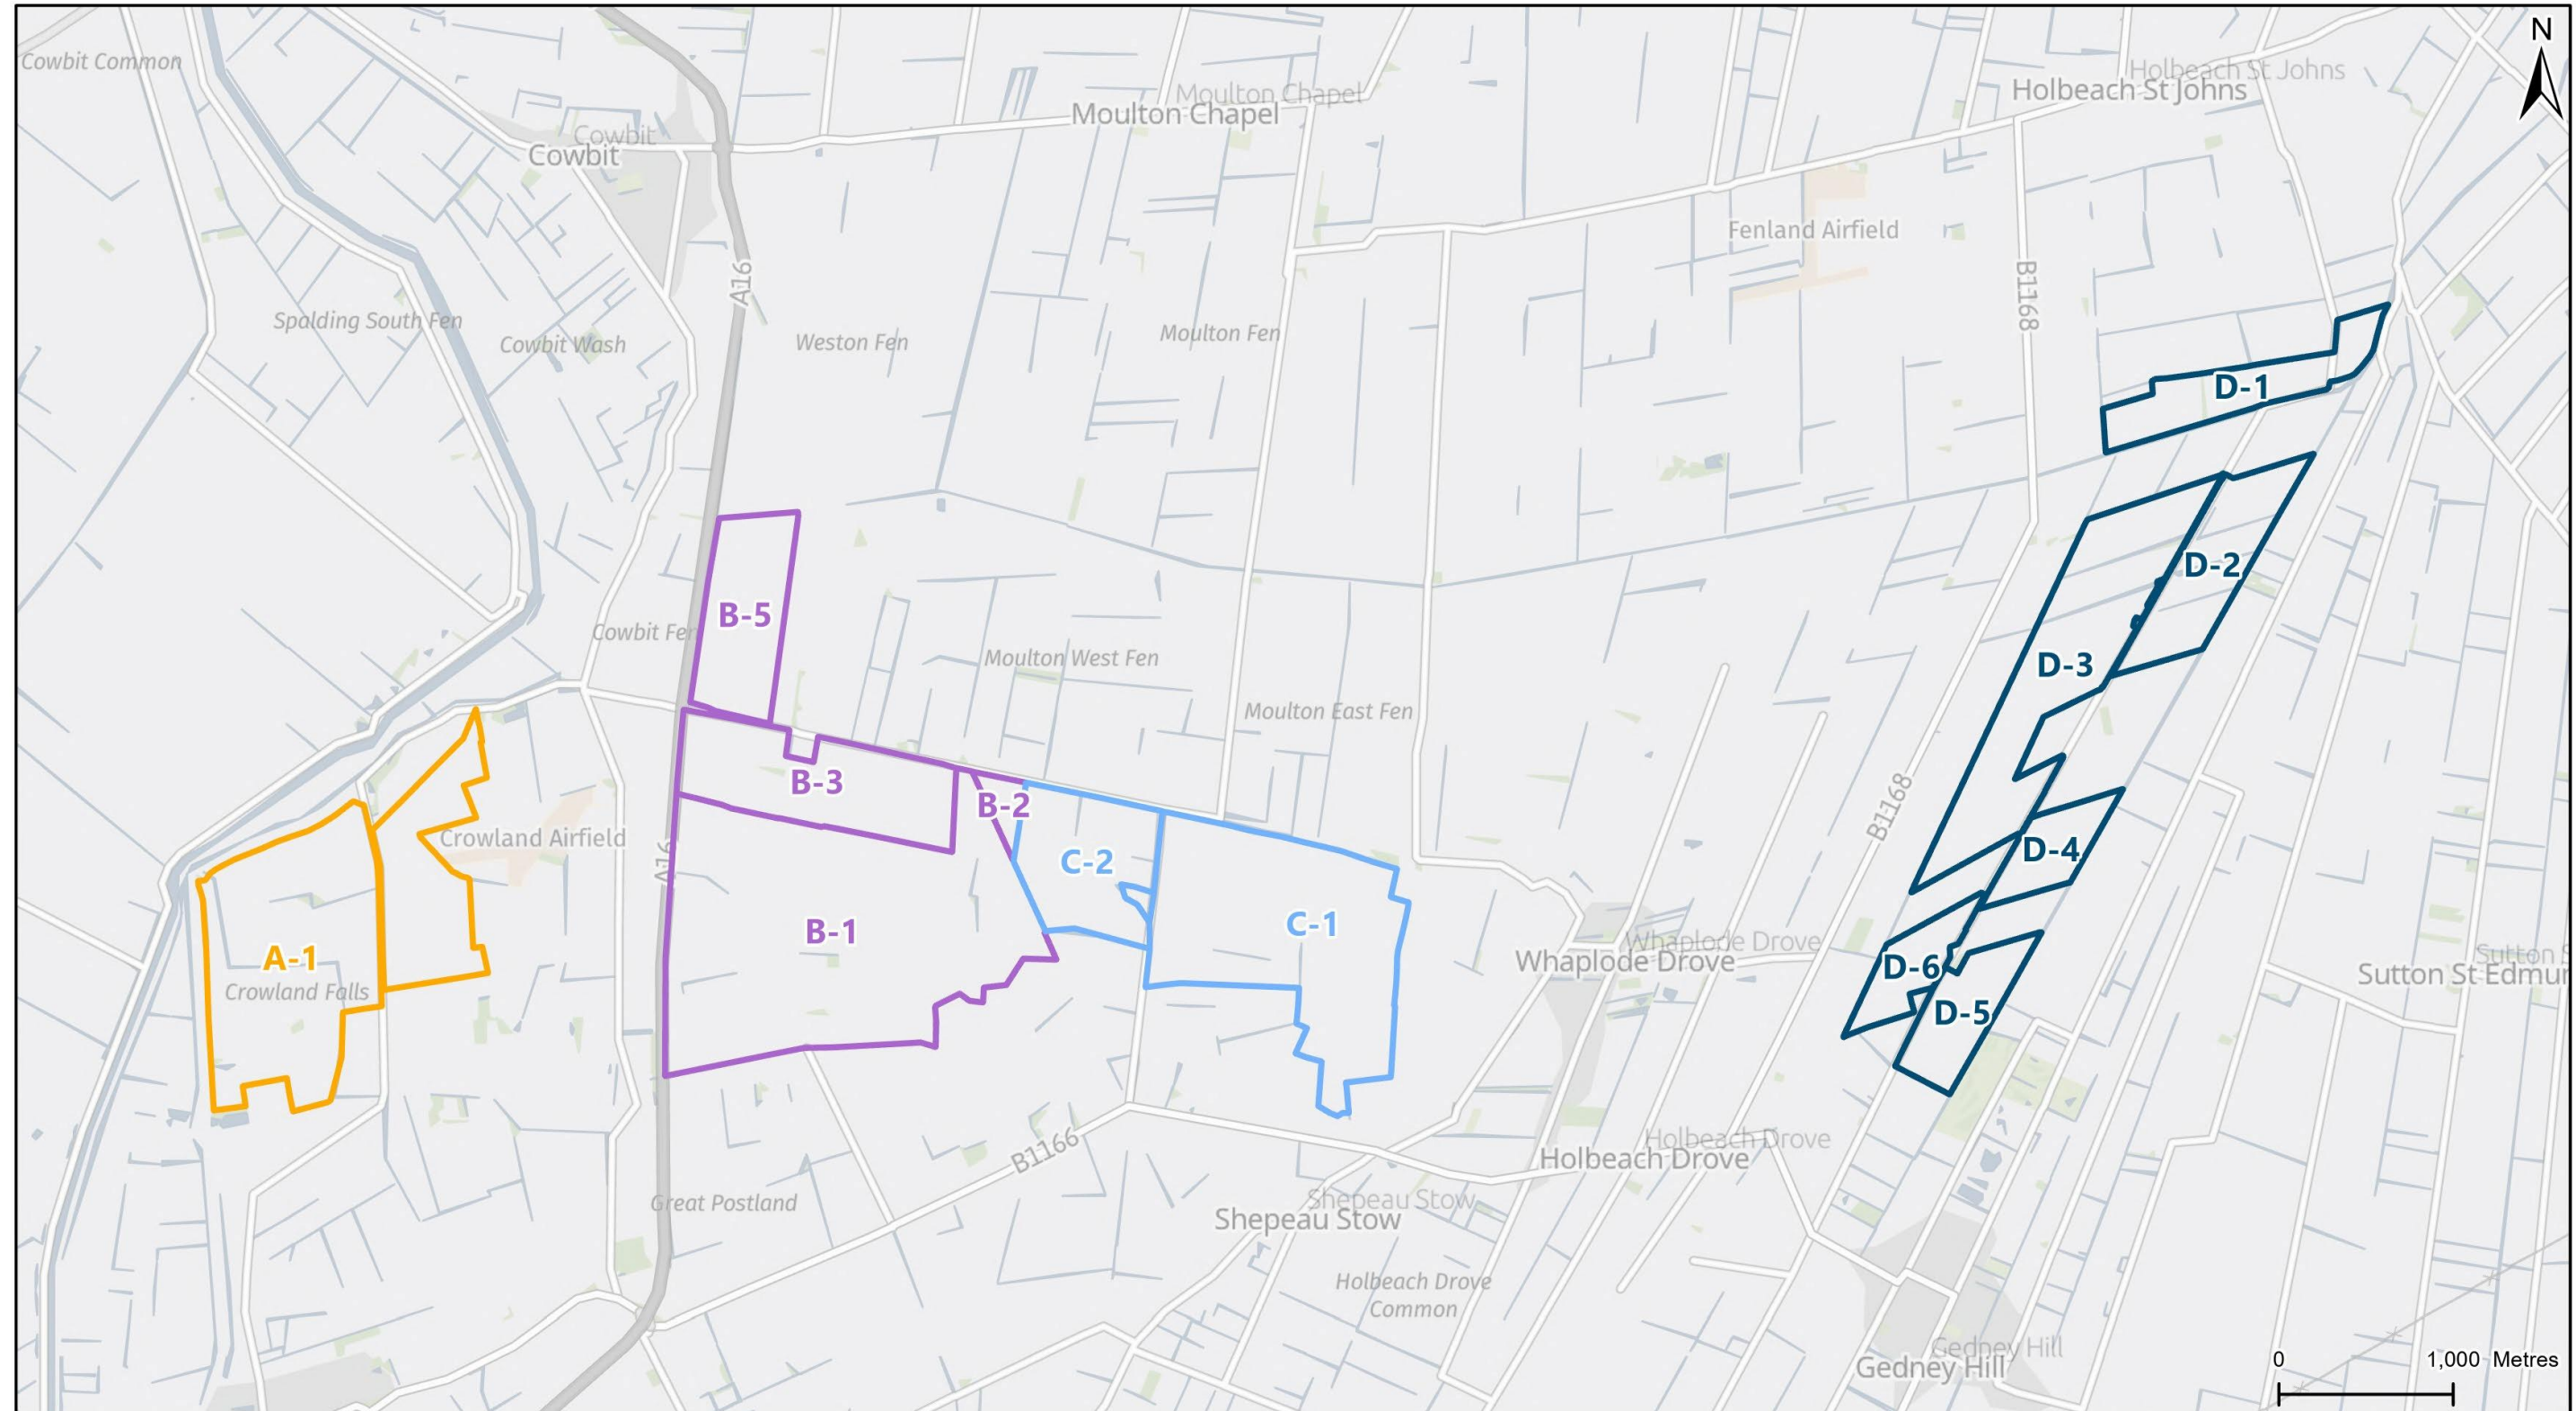 N
Cowbit Common
Holbeach St Johns
Holbeach St Johns
Moulton Chapel
Moulton Chapel
Cowbit
Cowbit
Fenland Airfield
A16
B1168
Spalding South Fen
Cowbit Wash
Weston Fen
Moulton Fen
D-1
D-2
B-5
Cowbit Fen
Moulton West Fen
D-3
Moulton East Fen
B-3
B-2
B1168
Crowland Airfield
A16
C-2
D-4
B-1
C-1
Whaplode Drove
Whaplode Drove
A-1
Crowland Falls
D-6
Sutton S
Sutton St Edmu
D-5
B1166
Holbeach Drove
Holbeach Drove
Great Postland
Shepeau Stow
Shepeau Stow
Holbeach Drove
Common
Gedney Hill
Gedney Hill
0 1,000 Metres